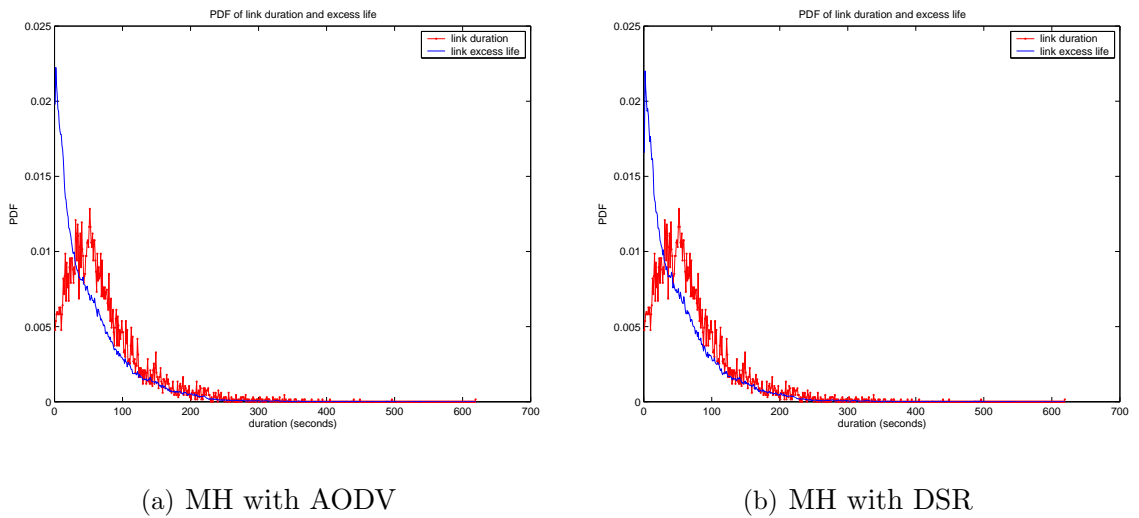 PDF of link duration and excess life
0.025
0.02
0.015
0.01
0.005
0
PDF
link duration
link excess life
0 100 200 300 400 500 600 700
duration (seconds)
(a) MH with AODV
PDF of link duration and excess life
0.025
0.02
0.015
0.01
0.005
0
PDF
link duration
link excess life
0 100 200 300 400 500 600 700
duration (seconds)
(b) MH with DSR